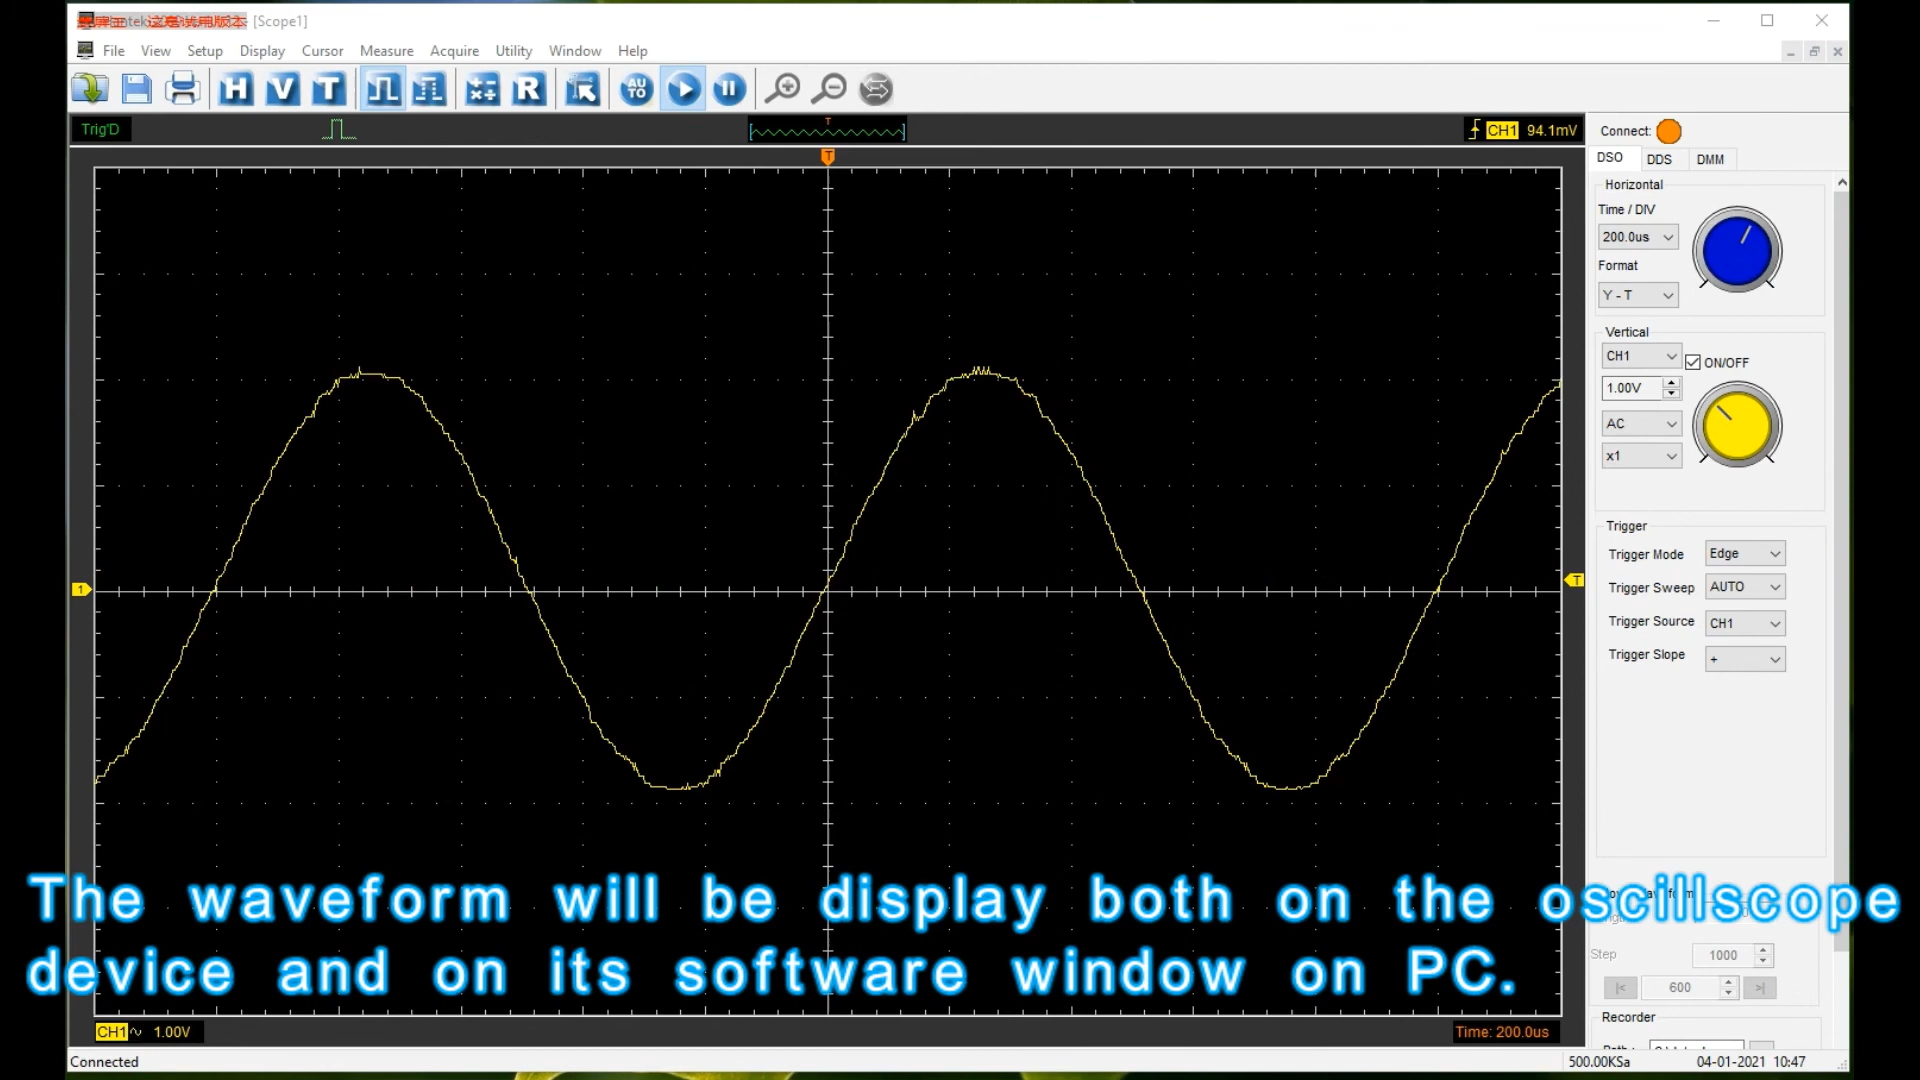 [Scope1]
File View Setup Display Cursor Measure Acquire Utility Window Help
H V T R AUTO
Trig'D
T
CH1 94.1mV
Connect:
T
DSO DDS DMM
Horizontal
Time / DIV
200.0us
Format
Y - T
Vertical
CH1 ON/OFF
1.00V
AC
x1
Trigger
Trigger Mode Edge
Trigger Sweep AUTO
Trigger Source CH1
Trigger Slope +
1
T
The waveform will be display both on the oscillscope
device and on its software window on PC.
Step 1000
|< 600 >|
Recorder
CH1 1.00V
Time: 200.0us
Connected
500.00KSa 04-01-2021 10:47